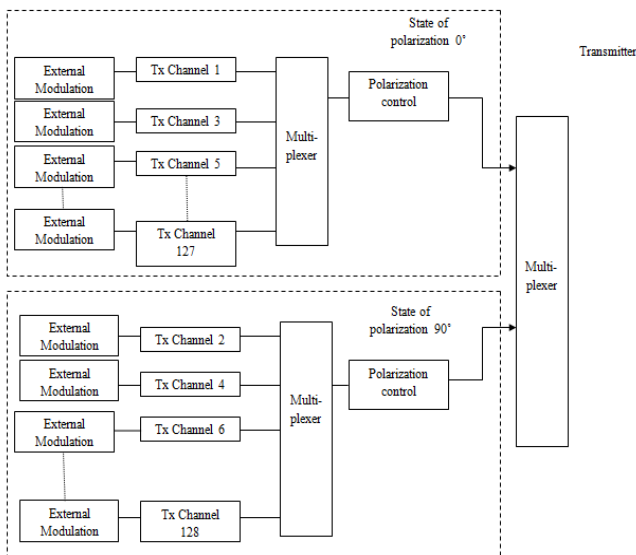 State of
polarization 0°
Transmitter
External
Modulation
Tx Channel 1
Polarization
control
External
Modulation
Tx Channel 3
Multi-
plexer
External
Modulation
Tx Channel 5
External
Modulation
Tx Channel
127
Multi-
plexer
State of
polarization 90°
External
Modulation
Tx Channel 2
External
Modulation
Tx Channel 4
Multi-
plexer
Polarization
control
External
Modulation
Tx Channel 6
External
Modulation
Tx Channel
128